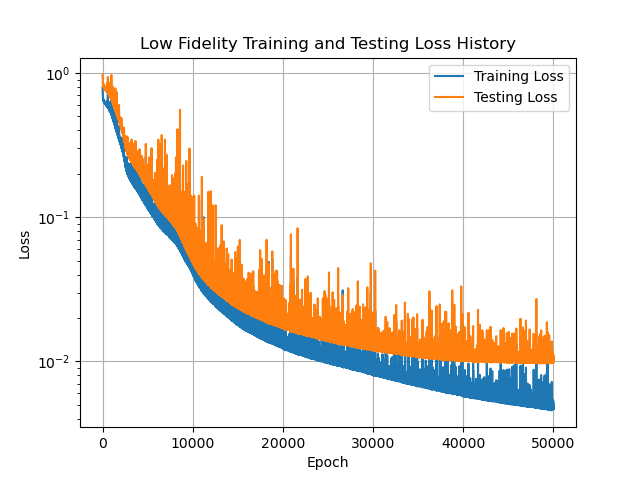 Low Fidelity Training and Testing Loss History
Training Loss
Testing Loss
10⁰
10⁻¹
10⁻²
Loss
0 10000 20000 30000 40000 50000
Epoch